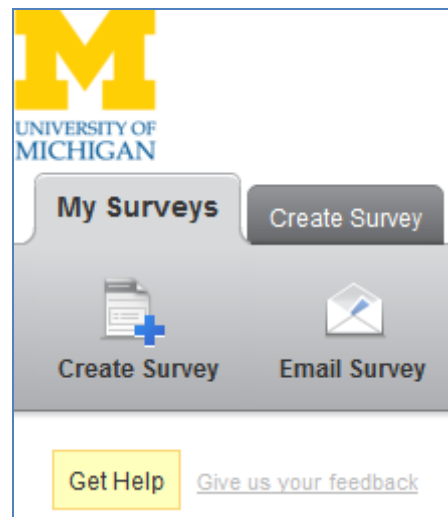 M
UNIVERSITY OF
MICHIGAN
My Surveys
Create Survey
Create Survey
Email Survey
Get Help
Give us your feedback